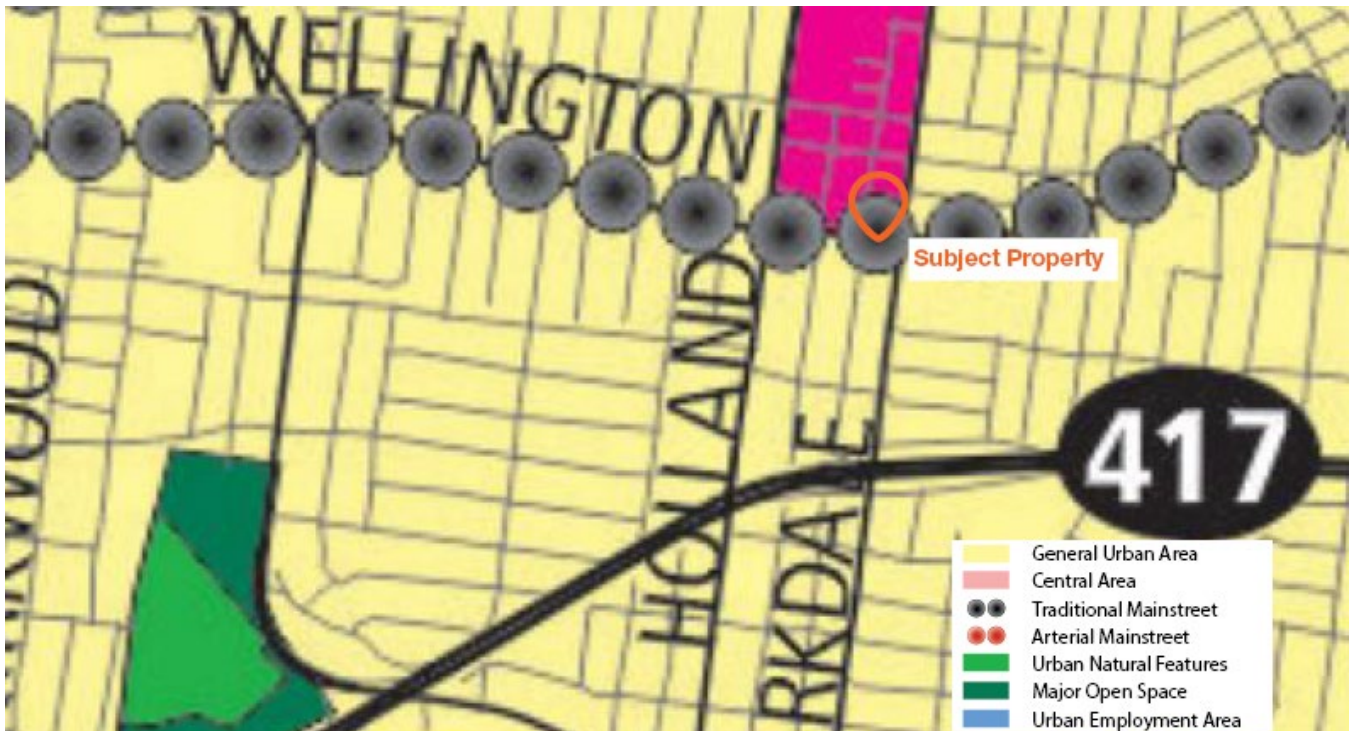 WELLINGTON
Subject Property
HOLLAND
RKDALE
417
General Urban Area
Central Area
Traditional Mainstreet
Arterial Mainstreet
Urban Natural Features
Major Open Space
Urban Employment Area